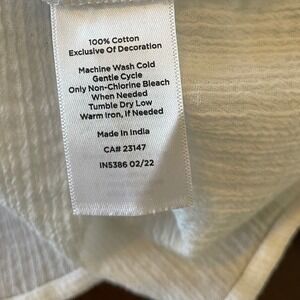 100% Cotton
Exclusive Of Decoration
Machine Wash Cold
Gentle Cycle
Only Non-Chlorine Bleach
When Needed
Tumble Dry Low
Warm Iron, If Needed
Made In India
CA# 23147
IN5386 02/22